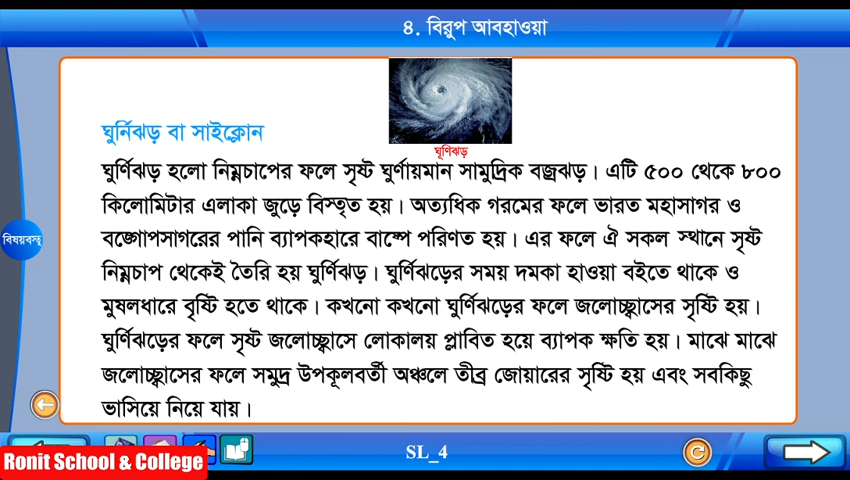 ৪. বিরুপ আবহাওয়া
ঘূণিঝড়
ঘুর্নিঝড় বা সাইক্লোন
ঘুর্ণিঝড় হলো নিম্নচাপের ফলে সৃষ্ট ঘুর্ণায়মান সামুদ্রিক বজ্রঝড়। এটি ৫০০ থেকে ৮০০
কিলোমিটার এলাকা জুড়ে বিস্তৃত হয়। অত্যধিক গরমের ফলে ভারত মহাসাগর ও
বঙ্গোপসাগরের পানি ব্যাপকহারে বাষ্পে পরিণত হয়। এর ফলে ঐ সকল স্থানে সৃষ্ট
নিম্নচাপ থেকেই তৈরি হয় ঘুর্ণিঝড়। ঘুর্ণিঝড়ের সময় দমকা হাওয়া বইতে থাকে ও
মুষলধারে বৃষ্টি হতে থাকে। কখনো কখনো ঘুর্ণিঝড়ের ফলে জলোচ্ছ্বাসের সৃষ্টি হয়।
ঘুর্ণিঝড়ের ফলে সৃষ্ট জলোচ্ছ্বাসে লোকালয় প্লাবিত হয়ে ব্যাপক ক্ষতি হয়। মাঝে মাঝে
জলোচ্ছ্বাসের ফলে সমুদ্র উপকূলবর্তী অঞ্চলে তীব্র জোয়ারের সৃষ্টি হয় এবং সবকিছু
ভাসিয়ে নিয়ে যায়।
বিষয়বস্তু
SL_4
Ronit School & College